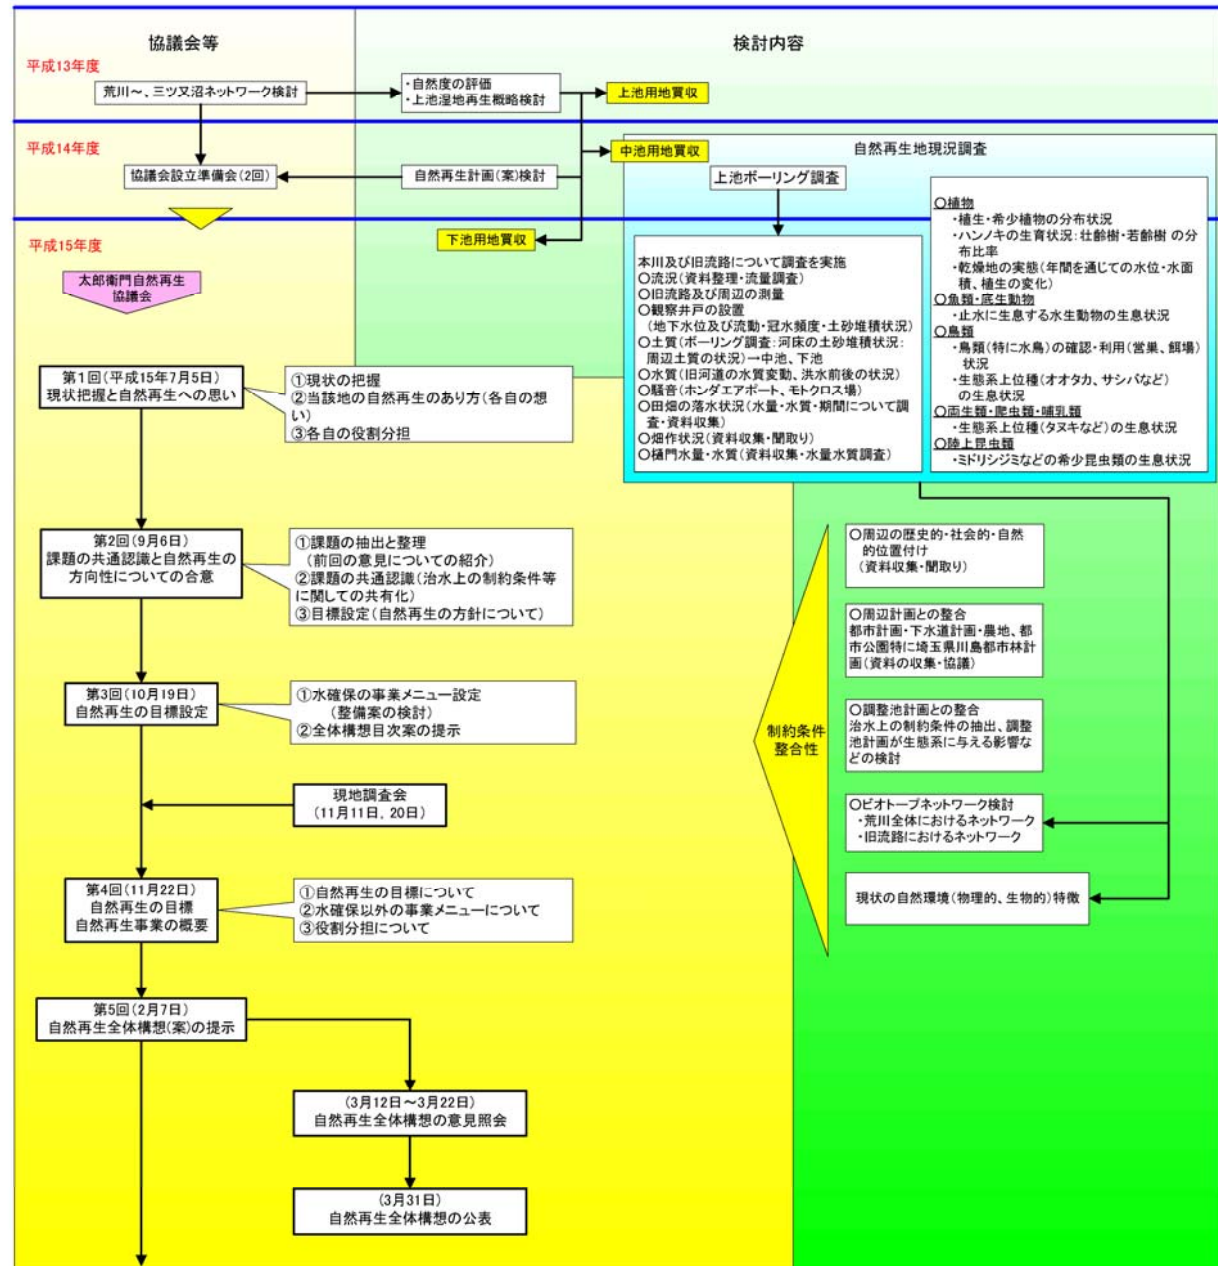 協議会等
検討内容
平成13年度
荒川～、三ツ又沼ネットワーク検討
・自然度の評価
・上池湿地再生概略検討
上池用地買収
平成14年度
協議会設立準備会(2回)
自然再生計画(案)検討
中池用地買収
下池用地買収
自然再生地現況調査
上池ボーリング調査
本川及び旧流路について調査を実施
○流況(資料整理・流量調査)
○旧流路及び周辺の測量
○観察井戸の設置
(地下水位及び流動・冠水頻度・土砂堆積状況)
○土質(ボーリング調査:河床の土砂堆積状況:
周辺土質の状況)→中池、下池
○水質(旧河道の水質変動、洪水前後の状況)
○騒音(ホンダエアポート、モトクロス場)
○田畑の落水状況(水量・水質・期間について調
査・資料収集)
○畑作状況(資料収集・聞取り)
○樋門水量・水質(資料収集・水量水質調査)
○植物
・植生・希少植物の分布状況
・ハンノキの生育状況:壮齢樹・若齢樹 の分
布比率
・乾燥地の実態(年間を通じての水位・水面
積、植生の変化)
○魚類・底生動物
・止水に生息する水生動物の生息状況
○鳥類
・鳥類(特に水鳥)の確認・利用(営巣、餌場)
状況
・生態系上位種(オオタカ、サシバなど)
の生息状況
○両生類・爬虫類・哺乳類
・生態系上位種(タヌキなど)の生息状況
○陸上昆虫類
・ミドリシジミなどの希少昆虫類の生息状況
平成15年度
太郎衛門自然再生
協議会
第1回(平成15年7月5日)
現状把握と自然再生への思い
①現状の把握
②当該地の自然再生のあり方(各自の想
い)
③各自の役割分担
第2回(9月6日)
課題の共通認識と自然再生の
方向性についての合意
①課題の抽出と整理
(前回の意見についての紹介)
②課題の共通認識(治水上の制約条件等
に関しての共有化)
③目標設定(自然再生の方針について)
第3回(10月19日)
自然再生の目標設定
①水確保の事業メニュー設定
(整備案の検討)
②全体構想目次案の提示
現地調査会
(11月11日, 20日)
第4回(11月22日)
自然再生の目標
自然再生事業の概要
①自然再生の目標について
②水確保以外の事業メニューについて
③役割分担について
第5回(2月7日)
自然再生全体構想(案)の提示
(3月12日～3月22日)
自然再生全体構想の意見照会
(3月31日)
自然再生全体構想の公表
制約条件
整合性
○周辺の歴史的・社会的・自然
的位置付け
(資料収集・聞取り)
○周辺計画との整合
都市計画・下水道計画・農地、都
市公園特に埼玉県川島都市林計
画(資料の収集・協議)
○調整池計画との整合
治水上の制約条件の抽出、調整
池計画が生態系に与える影響な
どの検討
○ビオトープネットワーク検討
・荒川全体におけるネットワーク
・旧流路におけるネットワーク
現状の自然環境(物理的、生物的)特徴